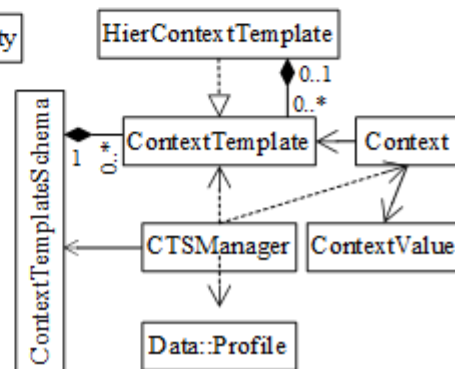 ty
HierContextTemplate
0..1
0..*
ContextTemplateSchema
1
0..*
ContextTemplate
Context
CTSManager
ContextValue
Data::Profile